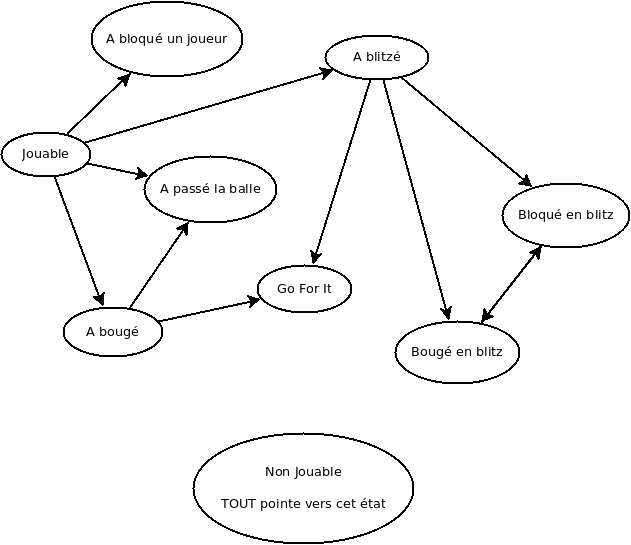 A bloqué un joueur
A blitzé
Jouable
A passé la balle
Bloqué en blitz
Go For It
A bougé
Bougé en blitz
Non Jouable
TOUT pointe vers cet état